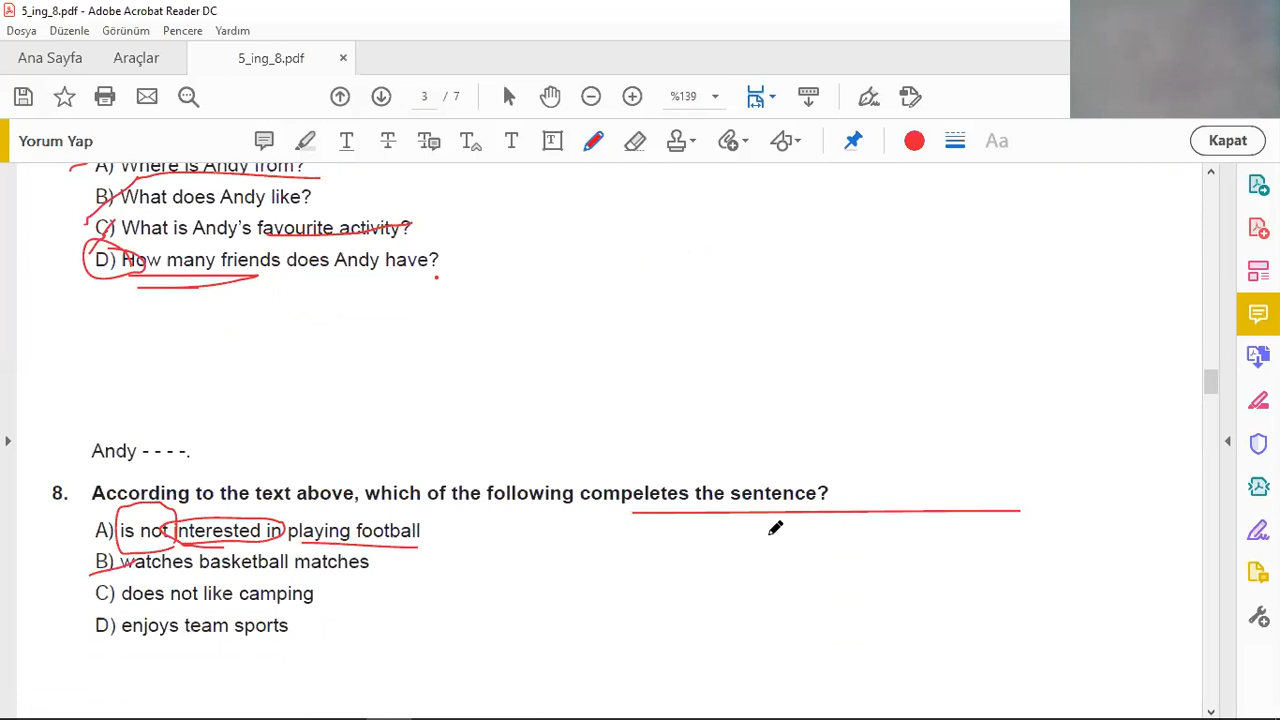 5_ing_8.pdf - Adobe Acrobat Reader DC
Dosya Düzenle Görünüm Pencere Yardım
Ana Sayfa Araçlar 5_ing_8.pdf ×
3 / 7 %139
Yorum Yap T T T T T T Aa Kapat
A) Where is Andy from?
B) What does Andy like?
C) What is Andy's favourite activity?
D) How many friends does Andy have?
Andy - - - -.
8. According to the text above, which of the following compeletes the sentence?
A) is not interested in playing football
B) watches basketball matches
C) does not like camping
D) enjoys team sports